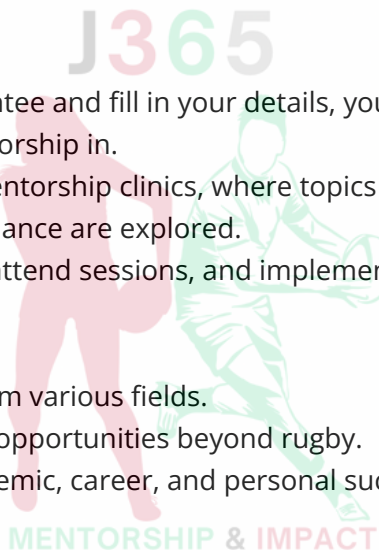 J365
ntee and fill in your details, you
orship in.
entorship clinics, where topics
ance are explored.
attend sessions, and implemen
m various fields.
opportunities beyond rugby.
emic, career, and personal suc
MENTORSHIP & IMPACT